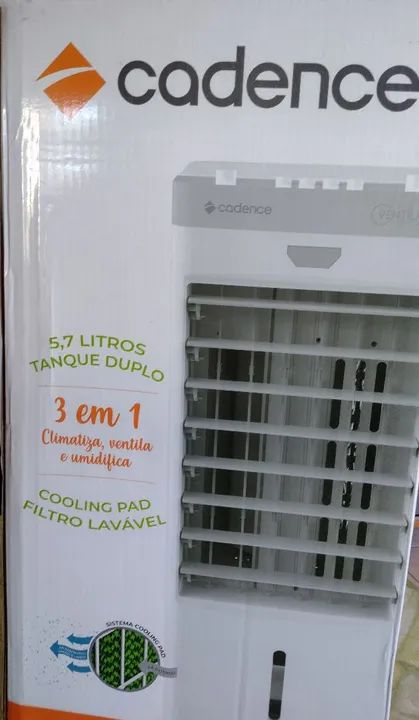 cadence
cadence
VENTIL
5,7 LITROS
TANQUE DUPLO
3 em 1
Climatiza, ventila
e umidifica
COOLING PAD
FILTRO LAVÁVEL
SISTEMA COOLING PAD